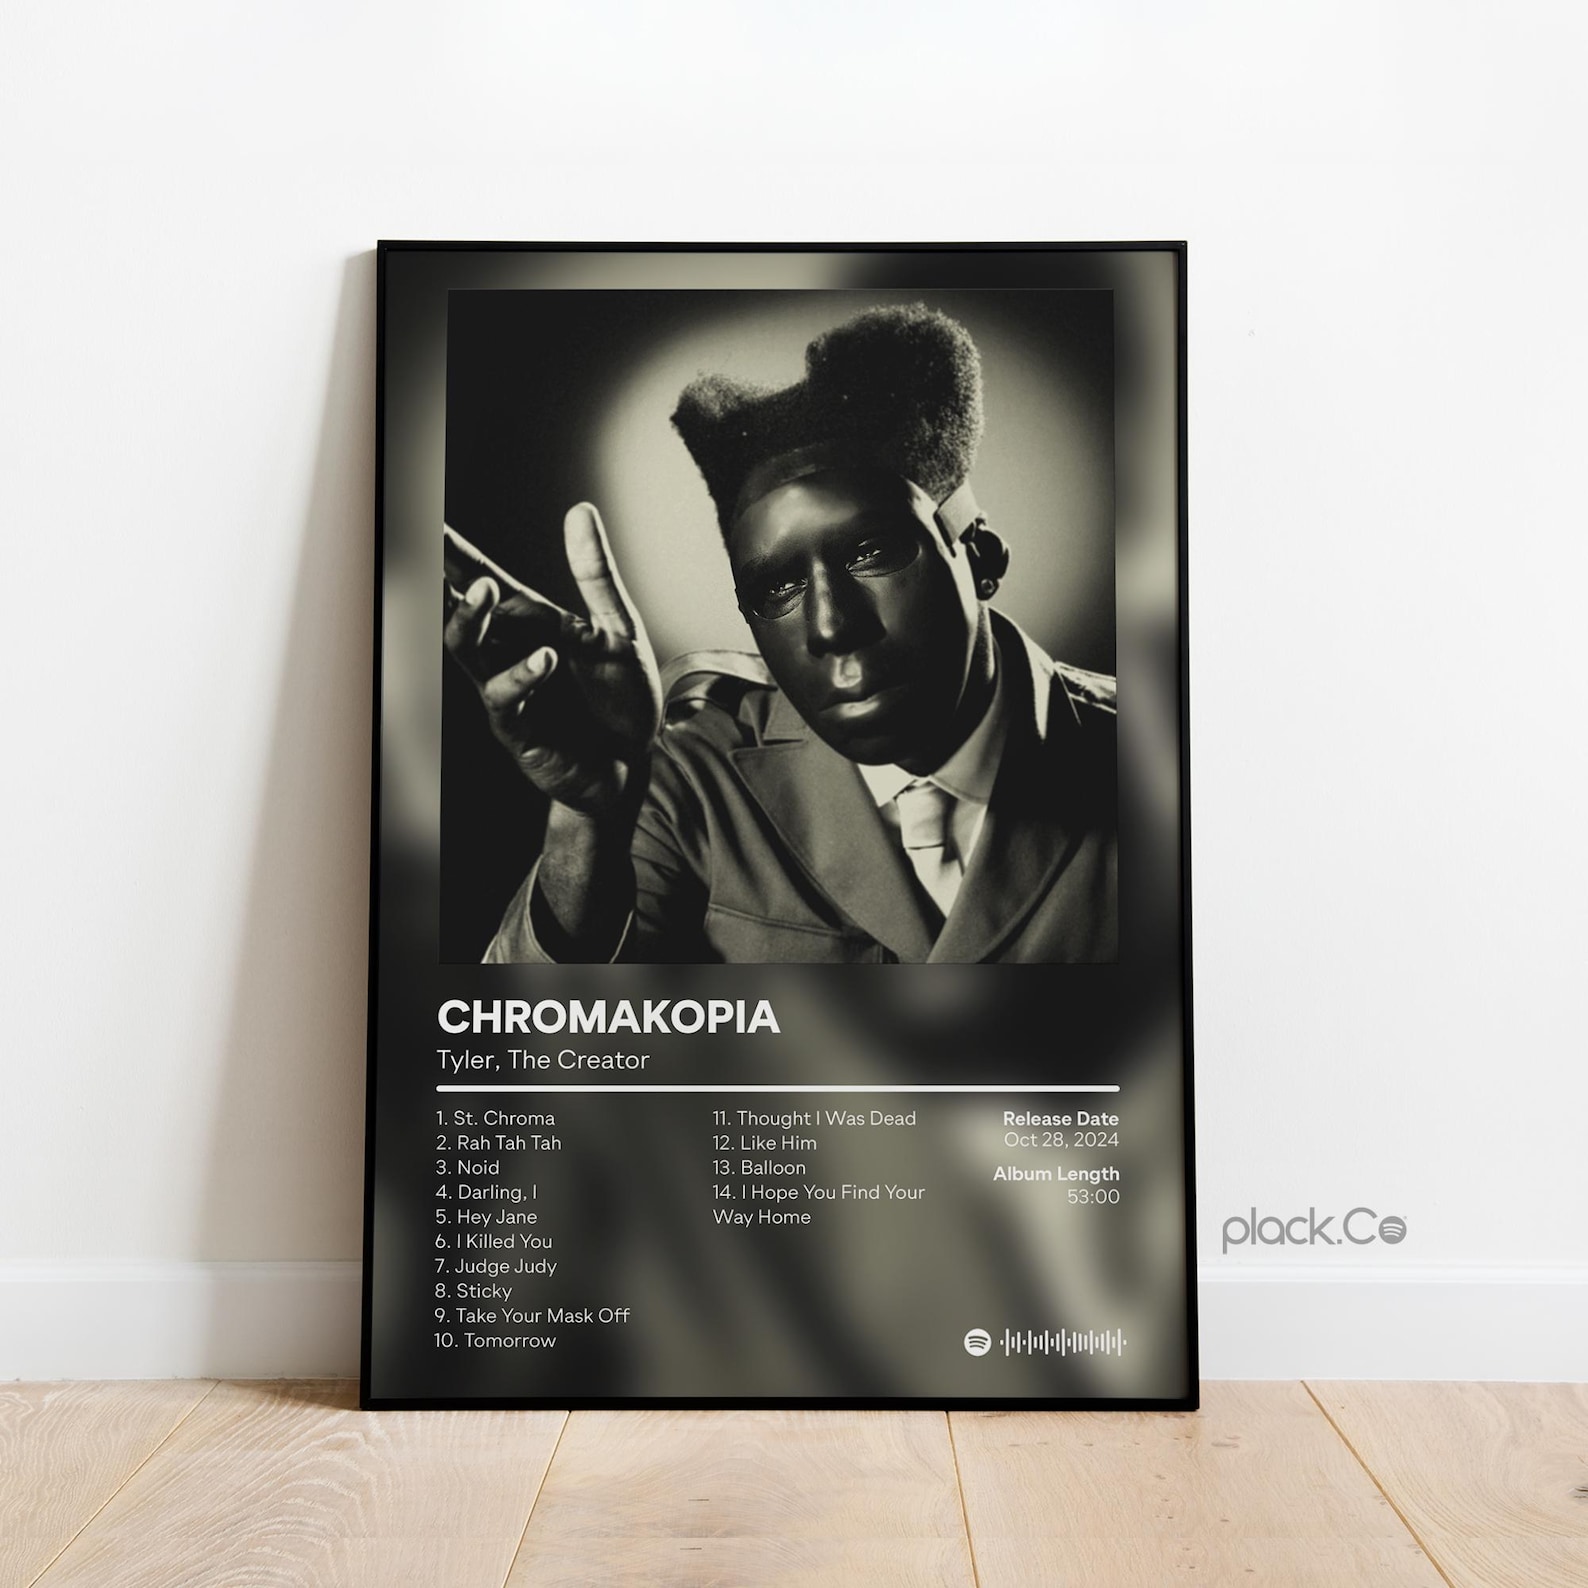 CHROMAKOPIA
Tyler, The Creator
1. St. Chroma
2. Rah Tah Tah
3. Noid
4. Darling, I
5. Hey Jane
6. I Killed You
7. Judge Judy
8. Sticky
9. Take Your Mask Off
10. Tomorrow
11. Thought I Was Dead
12. Like Him
13. Balloon
14. I Hope You Find Your
Way Home
Release Date
Oct 28, 2024
Album Length
53:00
plack.Co